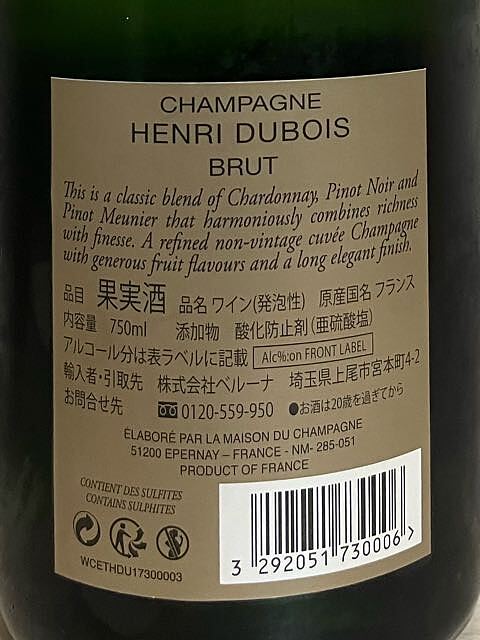 CHAMPAGNE
HENRI DUBOIS
BRUT
This is a classic blend of Chardonnay, Pinot Noir and
Pinot Meunier that harmoniously combines richness
with finesse. A refined non-vintage cuvée Champagne
with generous fruit flavours and a long elegant finish.
品目 果実酒 品名 ワイン(発泡性) 原産国名 フランス
内容量 750ml 添加物 酸化防止剤(亜硫酸塩)
アルコール分は表ラベルに記載 Alc%:on FRONT LABEL
輸入者・引取先 株式会社ベルーナ 埼玉県上尾市宮本町4-2
お問合せ先 0120-559-950 ●お酒は20歳を過ぎてから
ÉLABORÉ PAR LA MAISON DU CHAMPAGNE
51200 EPERNAY – FRANCE - NM- 285-051
PRODUCT OF FRANCE
CONTIENT DES SULFITES
CONTAINS SULPHITES
WCETHDU17300003
3 292051 730006 >